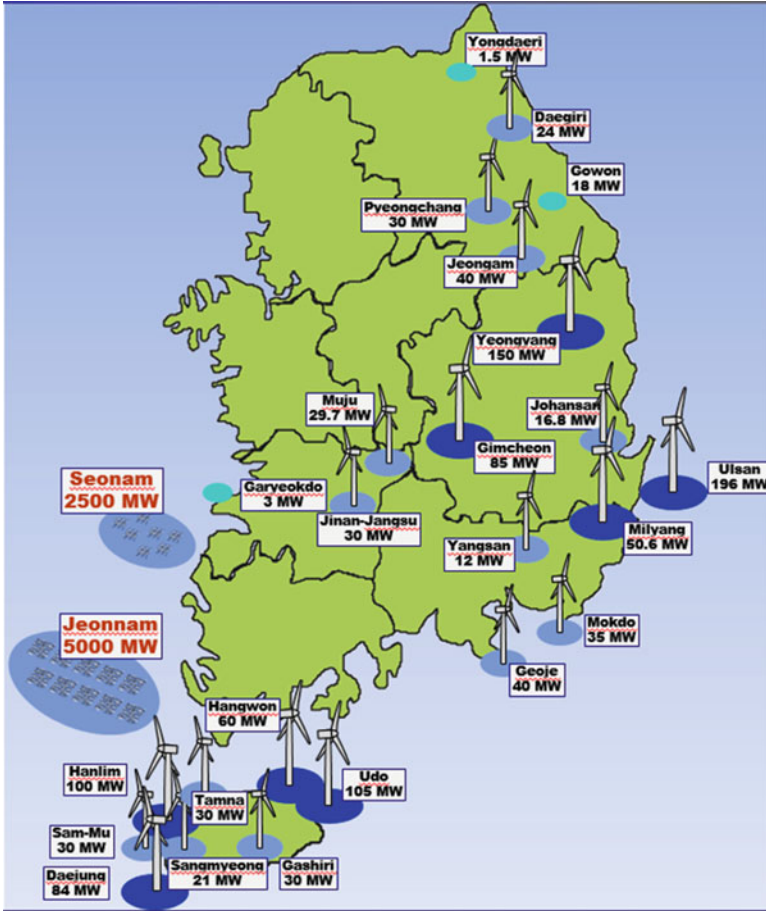 Yongdaeri
1.5 MW
Daegiri
24 MW
Gowon
18 MW
Pyeongchang
30 MW
Jeongam
40 MW
Yeongyang
150 MW
Muju
29.7 MW
Johansan
16.8 MW
Gimcheon
85 MW
Ulsan
196 MW
Seonam
2500 MW
Garyeokdo
3 MW
Jinan-Jangsu
30 MW
Milyang
50.6 MW
Yangsan
12 MW
Jeonnam
5000 MW
Mokdo
35 MW
Geoje
40 MW
Hangwon
60 MW
Hanlim
100 MW
Udo
105 MW
Tamna
30 MW
Sam-Mu
30 MW
Sangmyeong
21 MW
Gashiri
30 MW
Daejung
84 MW